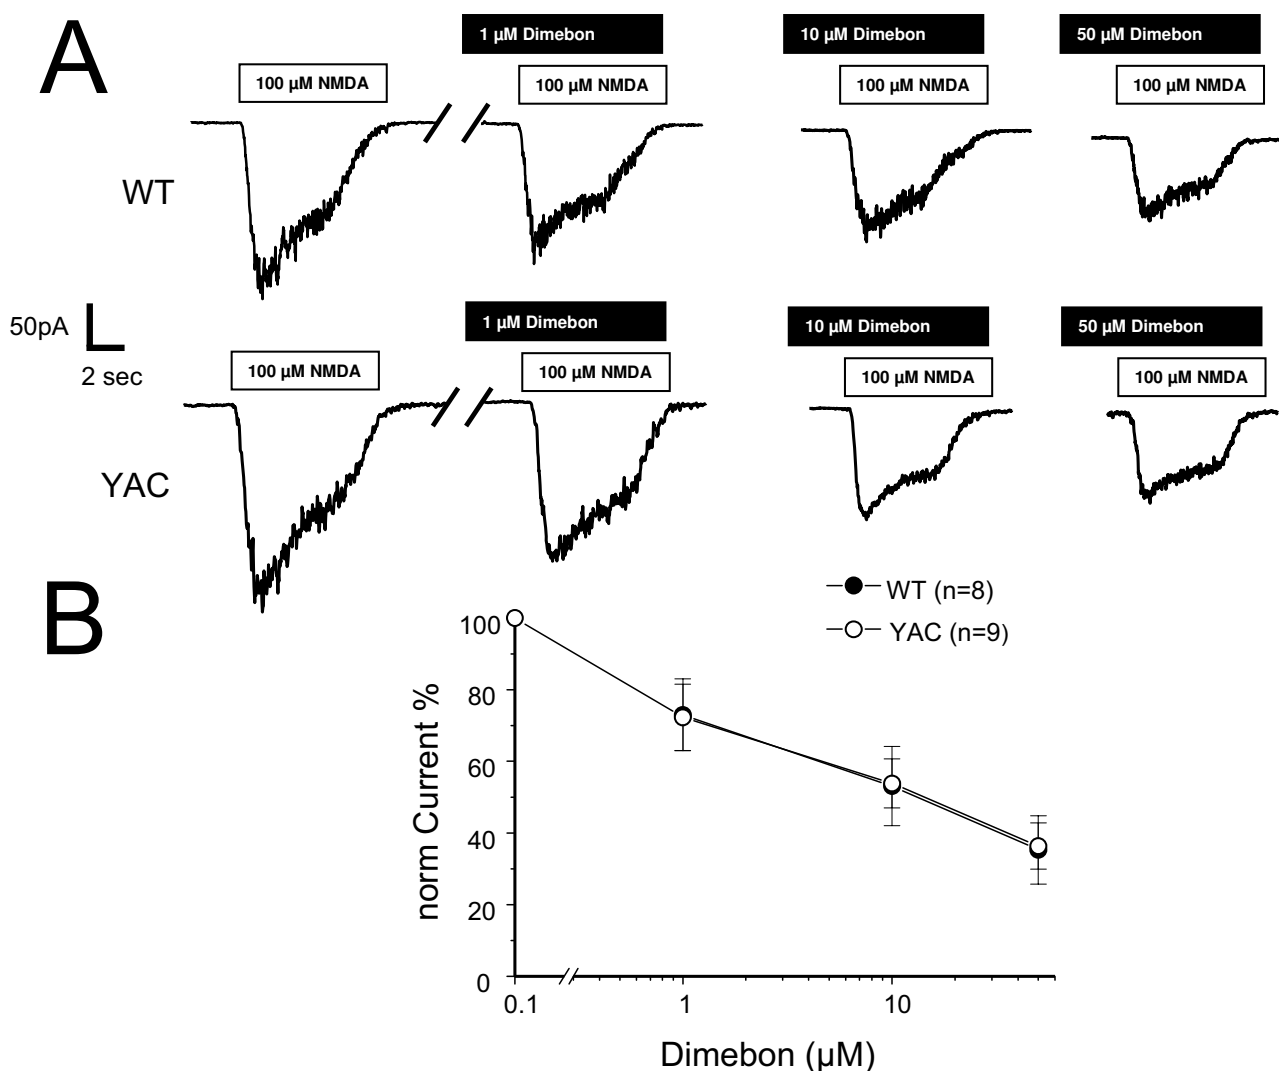 A
1 µM Dimebon
10 µM Dimebon
50 µM Dimebon
100 µM NMDA
100 µM NMDA
100 µM NMDA
100 µM NMDA
WT
50pA
2 sec
1 µM Dimebon
10 µM Dimebon
50 µM Dimebon
100 µM NMDA
100 µM NMDA
100 µM NMDA
100 µM NMDA
YAC
B
WT (n=8)
YAC (n=9)
norm Current %
100
80
60
40
20
0
0.1
1
10
Dimebon (µM)